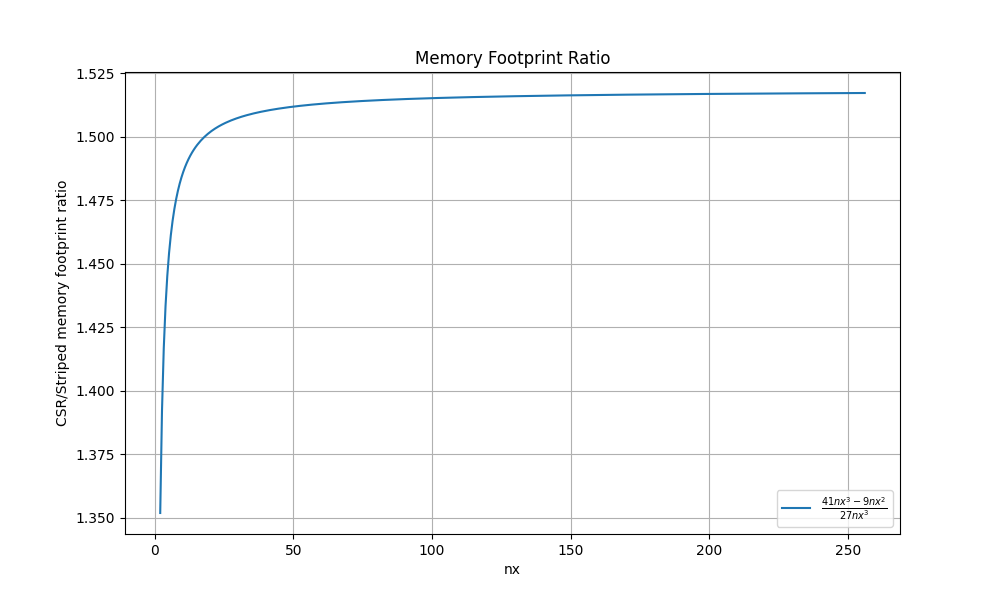 Memory Footprint Ratio
CSR/Striped memory footprint ratio
1.525
1.500
1.475
1.450
1.425
1.400
1.375
1.350
41nx³ − 9nx²
27nx³
0
50
100
150
200
250
nx